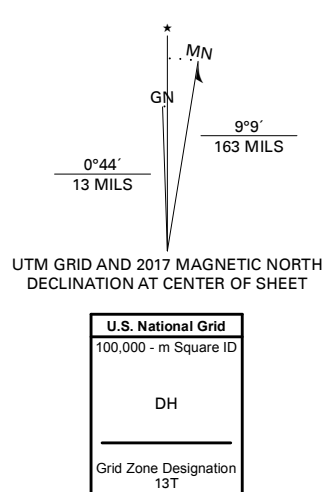 ★
MN
GN
9°9´
163 MILS
0°44´
13 MILS
UTM GRID AND 2017 MAGNETIC NORTH
DECLINATION AT CENTER OF SHEET
U.S. National Grid
100,000 - m Square ID
DH
Grid Zone Designation
13T